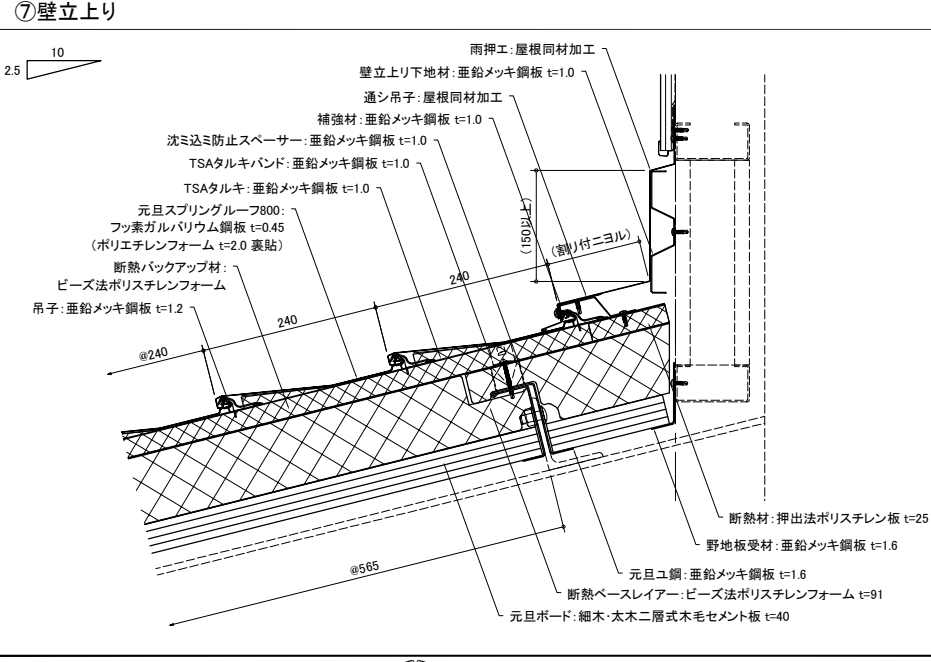 ⑦壁立上り
10
2.5
雨押エ:屋根同材加工
壁立上り下地材:亜鉛メッキ鋼板 t=1.0
通シ吊子:屋根同材加工
補強材:亜鉛メッキ鋼板 t=1.0
沈ミ込ミ防止スペーサー:亜鉛メッキ鋼板 t=1.0
TSAタルキバンド:亜鉛メッキ鋼板 t=1.0
TSAタルキ:亜鉛メッキ鋼板 t=1.0
元旦スプリングルーフ800:
フッ素ガルバリウム鋼板 t=0.45
(ポリエチレンフォーム t=2.0 裏貼)
断熱バックアップ材:
ビーズ法ポリスチレンフォーム
吊子:亜鉛メッキ鋼板 t=1.2
(150以上)
(割り付ニヨル)
240
240
@240
@565
断熱材:押出法ポリスチレン板 t=25
野地板受材:亜鉛メッキ鋼板 t=1.6
元旦ユ鋼:亜鉛メッキ鋼板 t=1.6
断熱ベースレイアー:ビーズ法ポリスチレンフォーム t=91
元旦ボード:細木・太木二層式木毛セメント板 t=40